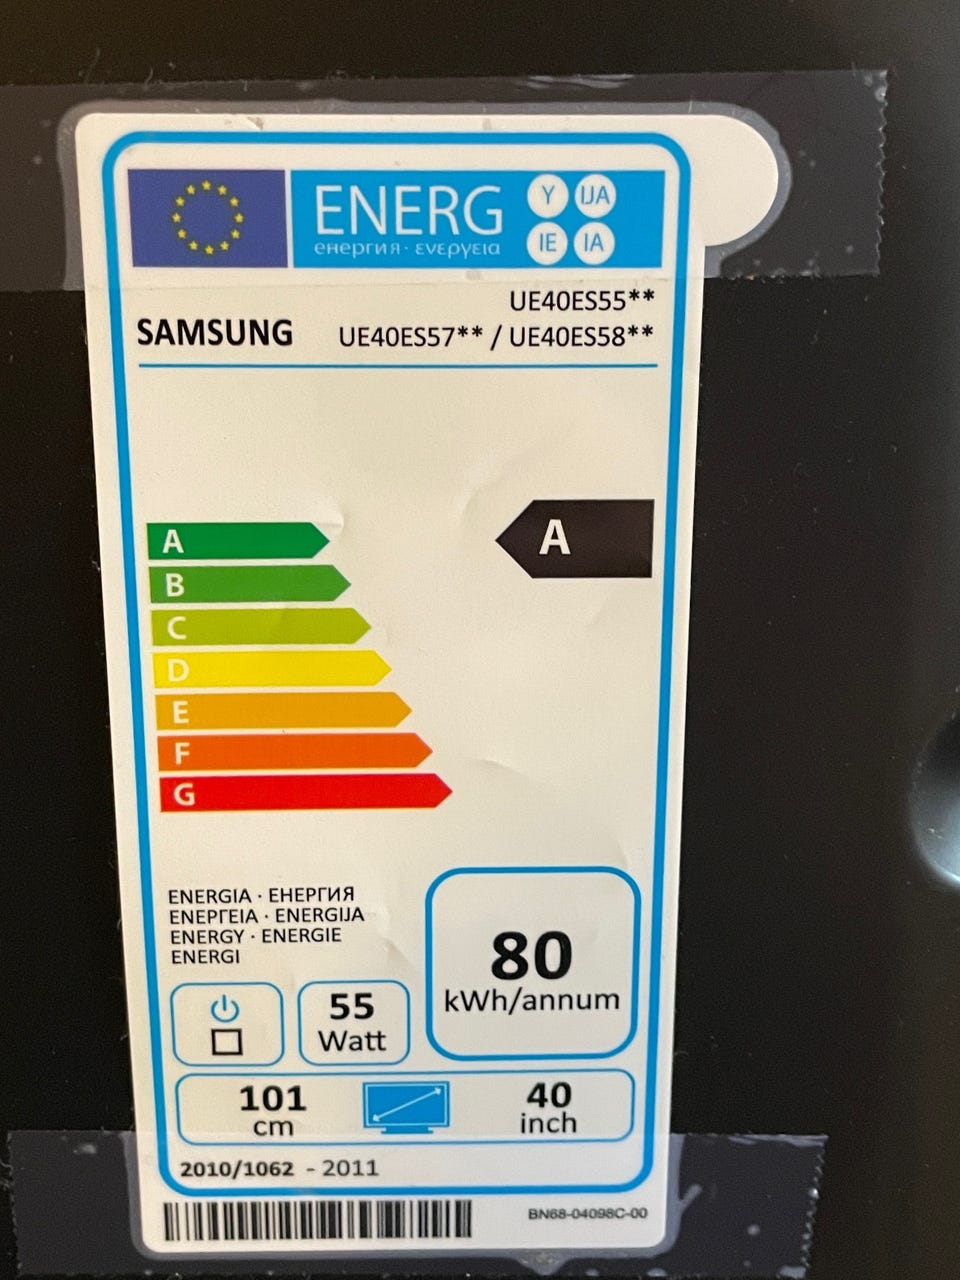 ENERG Y IJA
енергия · ενεργεια IE IA
UE40ES55**
SAMSUNG UE40ES57** / UE40ES58**
A
A
B
C
D
E
F
G
ENERGIA · ЕНЕРГИЯ
ΕΝΕΡΓΕΙΑ · ENERGIJA
ENERGY · ENERGIE
ENERGI
80
kWh/annum
55
Watt
101
cm
40
inch
2010/1062 - 2011
BN68-04098C-00